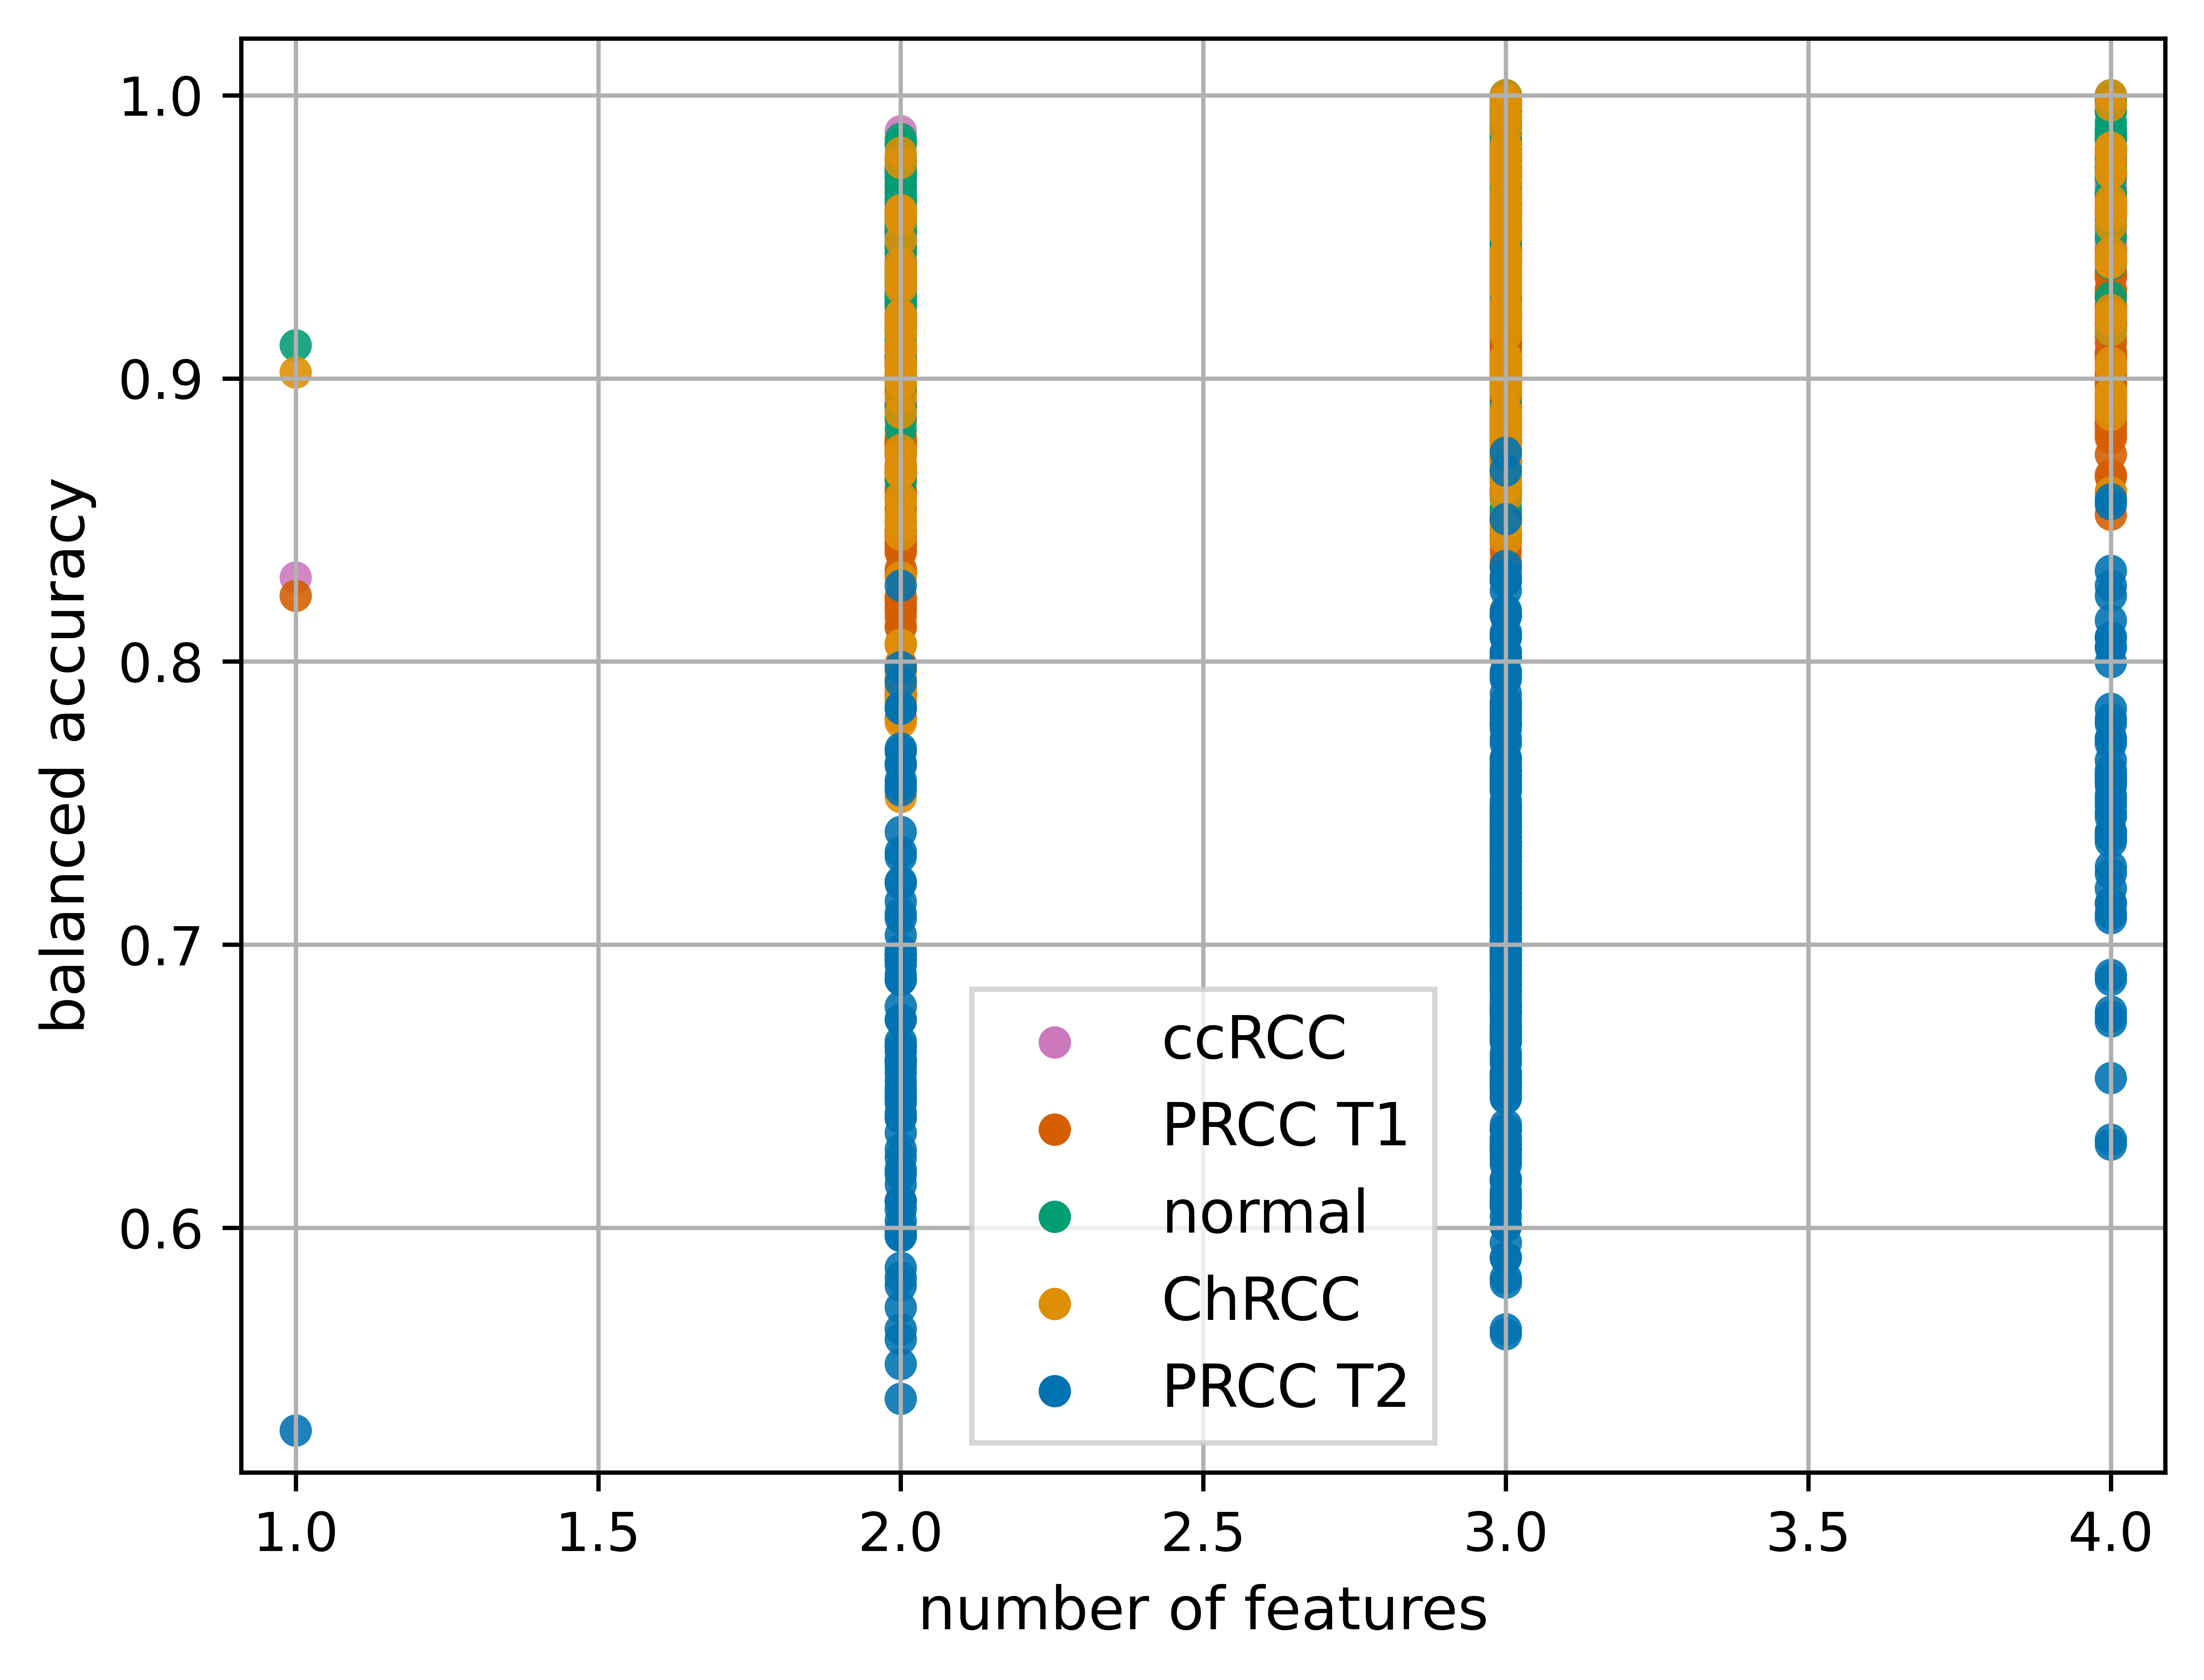 1.0
0.9
0.8
0.7
0.6
balanced accuracy
ccRCC
PRCC T1
normal
ChRCC
PRCC T2
1.0 1.5 2.0 2.5 3.0 3.5 4.0
number of features